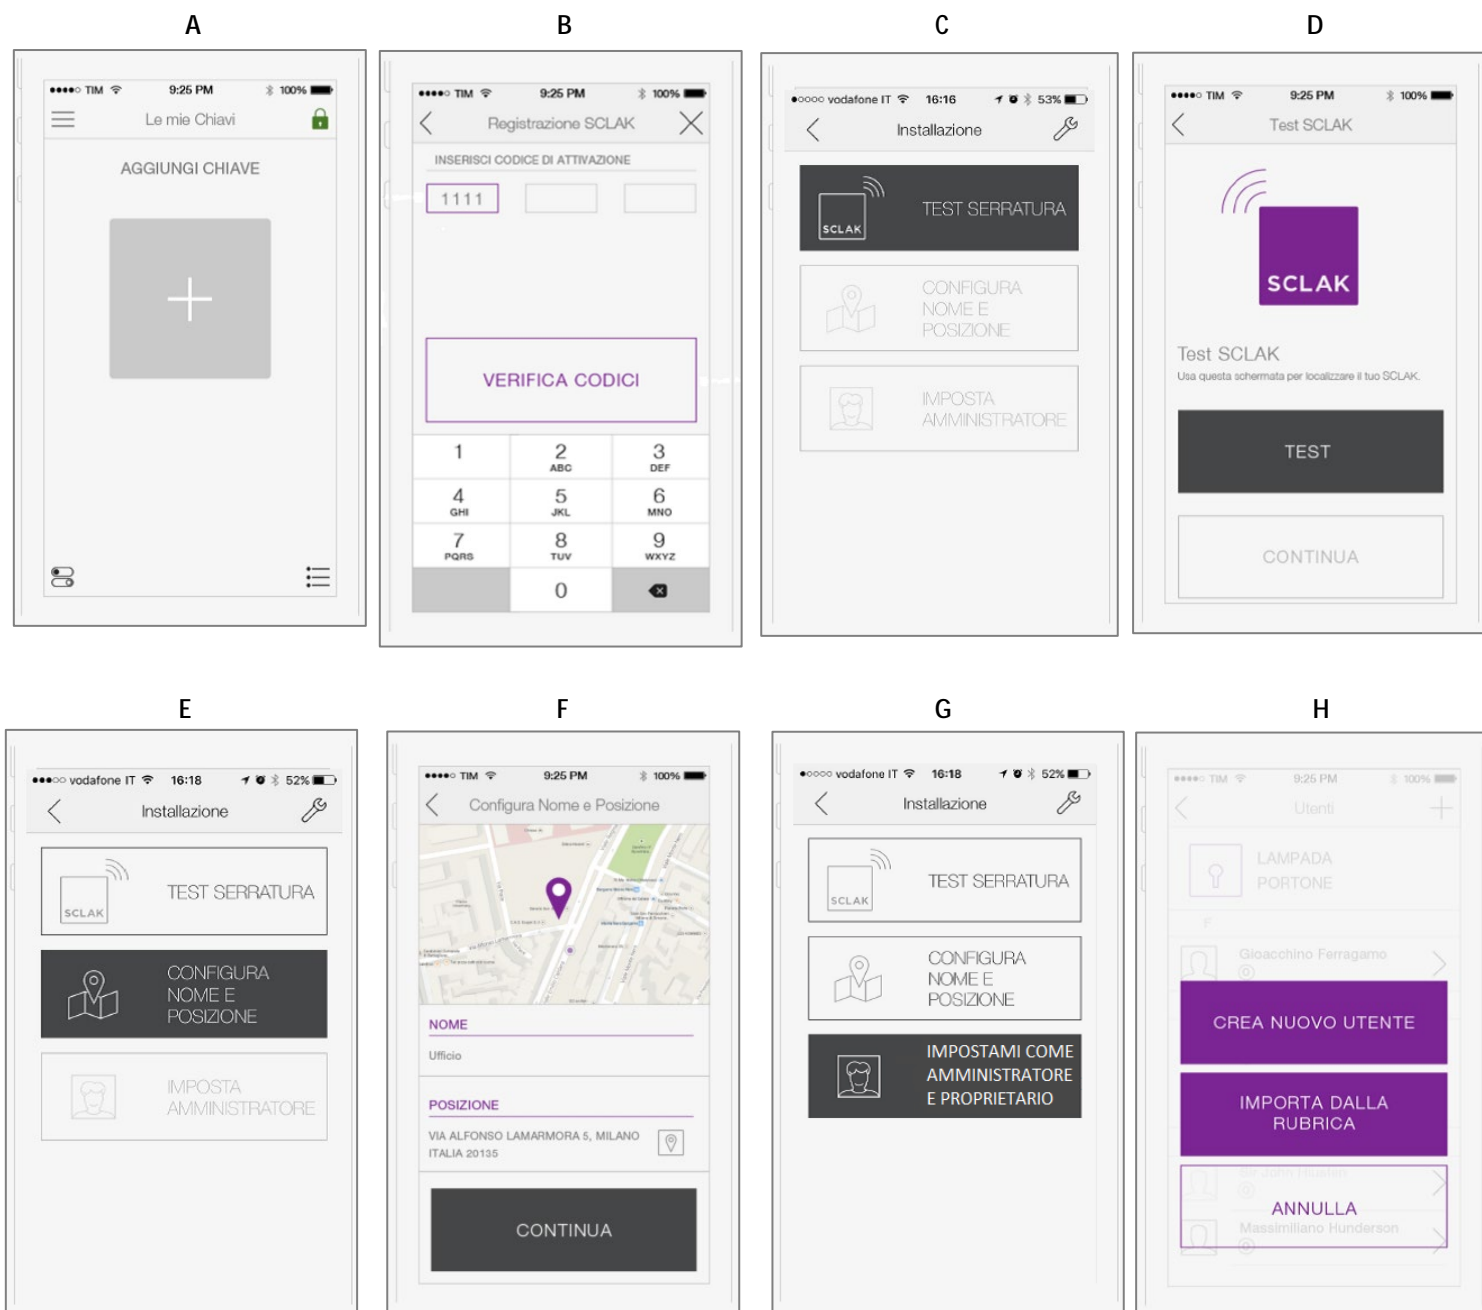 A
B
C
D
TIM 9:25 PM 100%
Le mie Chiavi
AGGIUNGI CHIAVE
TIM 9:25 PM 100%
Registrazione SCLAK
INSERISCI CODICE DI ATTIVAZIONE
1111
VERIFICA CODICI
1 2 3
ABC DEF
4 5 6
GHI JKL MNO
7 8 9
PQRS TUV WXYZ
0
vodafone IT 16:16 53%
Installazione
SCLAK
TEST SERRATURA
CONFIGURA
NOME E
POSIZIONE
IMPOSTA
AMMINISTRATORE
TIM 9:25 PM 100%
Test SCLAK
SCLAK
Test SCLAK
Usa questa schermata per localizzare il tuo SCLAK.
TEST
CONTINUA
E
F
G
H
vodafone IT 16:18 52%
Installazione
SCLAK
TEST SERRATURA
CONFIGURA
NOME E
POSIZIONE
IMPOSTA
AMMINISTRATORE
TIM 9:25 PM 100%
Configura Nome e Posizione
NOME
Ufficio
POSIZIONE
VIA ALFONSO LAMARMORA 5, MILANO
ITALIA 20135
CONTINUA
vodafone IT 16:18 52%
Installazione
SCLAK
TEST SERRATURA
CONFIGURA
NOME E
POSIZIONE
IMPOSTAMI COME
AMMINISTRATORE
E PROPRIETARIO
TIM 9:25 PM 100%
Utenti
LAMPADA
PORTONE
F
Gioacchino Ferragamo
CREA NUOVO UTENTE
IMPORTA DALLA
RUBRICA
Sir John
ANNULLA
Massimiliano Hunderson